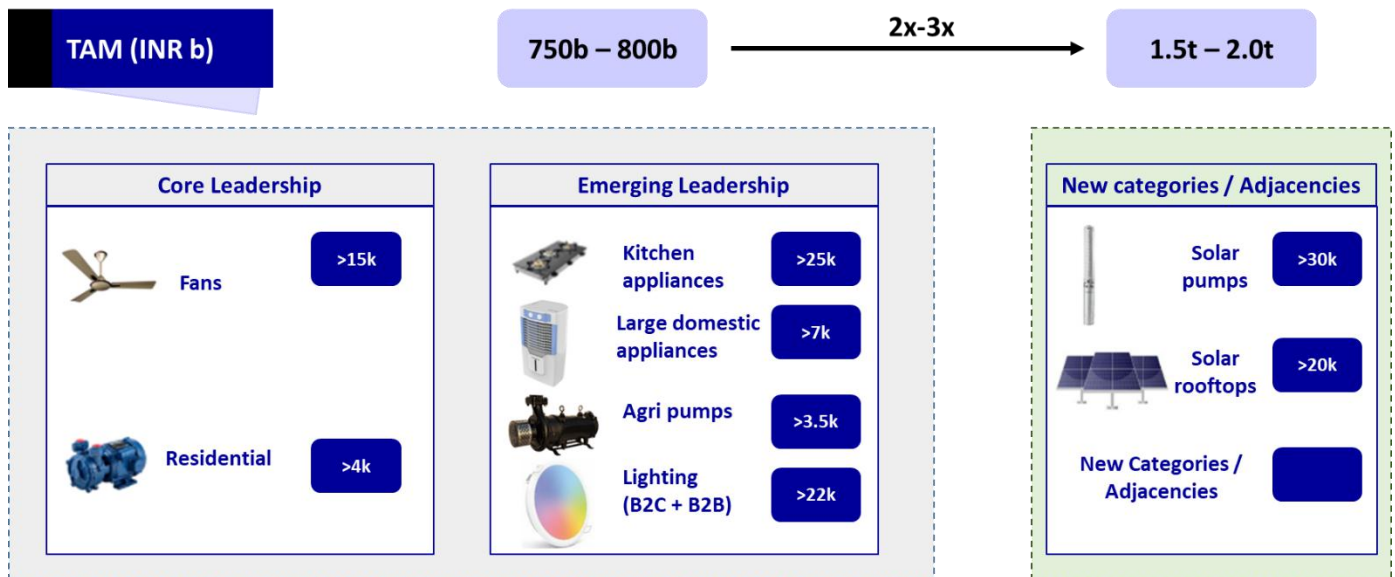 TAM (INR b)
750b – 800b
2x-3x
1.5t – 2.0t
Core Leadership
Fans
>15k
Residential
>4k
Emerging Leadership
Kitchen
appliances
>25k
Large domestic
appliances
>7k
Agri pumps
>3.5k
Lighting
(B2C + B2B)
>22k
New categories / Adjacencies
Solar
pumps
>30k
Solar
rooftops
>20k
New Categories /
Adjacencies